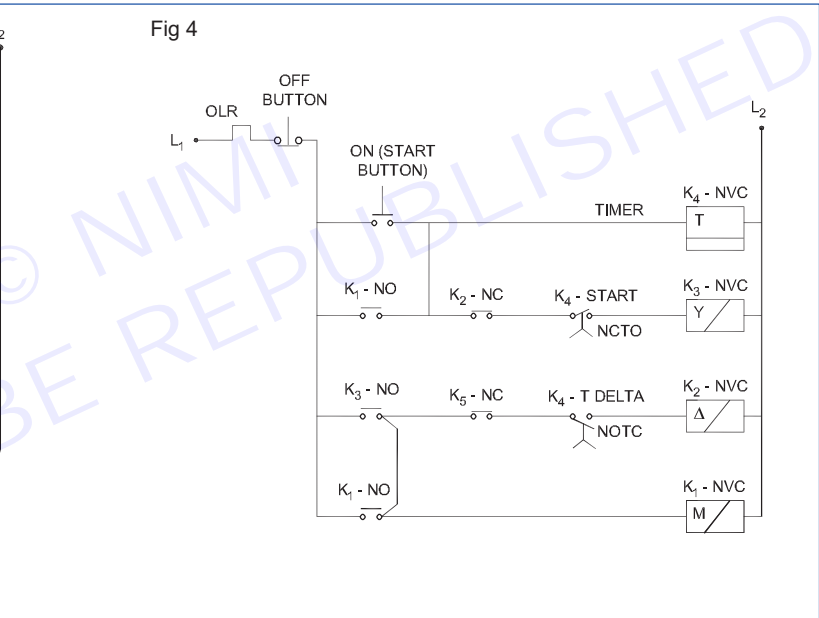 2
Fig 4
OFF
BUTTON
OLR
L1
L2
ON (START
BUTTON)
TIMER
K4 - NVC
T
K1 - NO
K2 - NC
K4 - START
NCTO
K3 - NVC
Y
K3 - NO
K5 - NC
K4 - T DELTA
NOTC
K2 - NVC
Δ
K1 - NO
K1 - NVC
M
© NIMI
BE REPUBLISHED